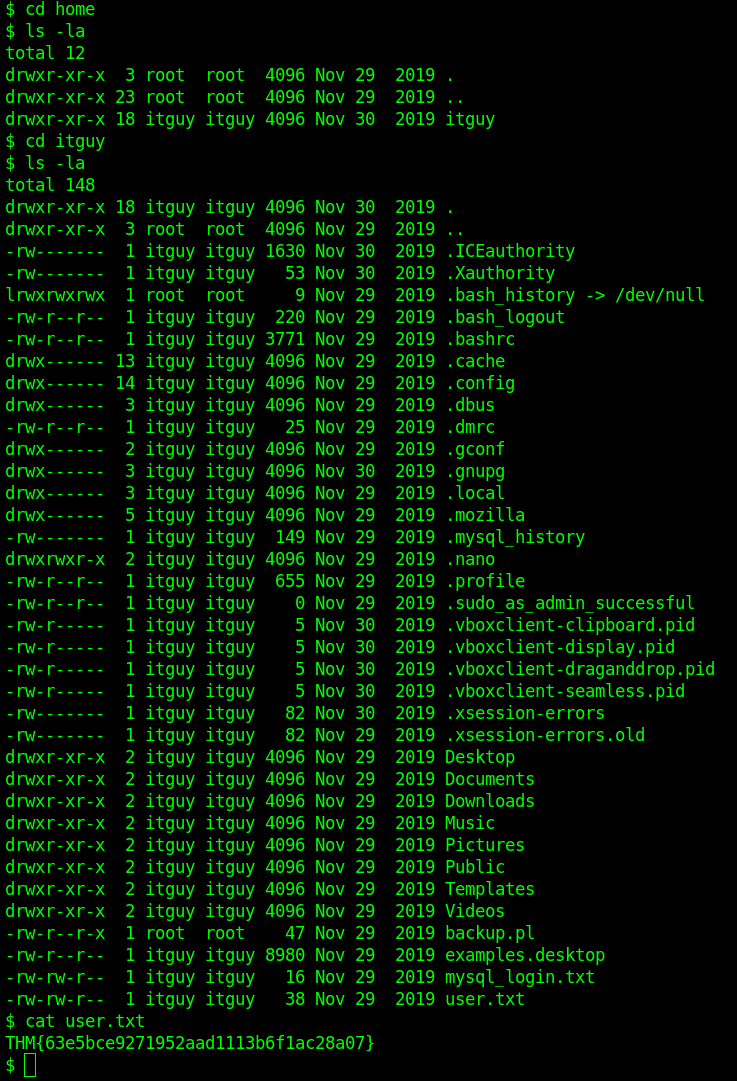 $ cd home
$ ls -la
total 12
drwxr-xr-x  3 root  root  4096 Nov 29  2019 .
drwxr-xr-x 23 root  root  4096 Nov 29  2019 ..
drwxr-xr-x 18 itguy itguy 4096 Nov 30  2019 itguy
$ cd itguy
$ ls -la
total 148
drwxr-xr-x 18 itguy itguy 4096 Nov 30  2019 .
drwxr-xr-x  3 root  root  4096 Nov 29  2019 ..
-rw-------  1 itguy itguy 1630 Nov 30  2019 .ICEauthority
-rw-------  1 itguy itguy   53 Nov 30  2019 .Xauthority
lrwxrwxrwx  1 root  root     9 Nov 29  2019 .bash_history -> /dev/null
-rw-r--r--  1 itguy itguy  220 Nov 29  2019 .bash_logout
-rw-r--r--  1 itguy itguy 3771 Nov 29  2019 .bashrc
drwx------ 13 itguy itguy 4096 Nov 29  2019 .cache
drwx------ 14 itguy itguy 4096 Nov 29  2019 .config
drwx------  3 itguy itguy 4096 Nov 29  2019 .dbus
-rw-r--r--  1 itguy itguy   25 Nov 29  2019 .dmrc
drwx------  2 itguy itguy 4096 Nov 29  2019 .gconf
drwx------  3 itguy itguy 4096 Nov 30  2019 .gnupg
drwx------  3 itguy itguy 4096 Nov 29  2019 .local
drwx------  5 itguy itguy 4096 Nov 29  2019 .mozilla
-rw-------  1 itguy itguy  149 Nov 29  2019 .mysql_history
drwxrwxr-x  2 itguy itguy 4096 Nov 29  2019 .nano
-rw-r--r--  1 itguy itguy  655 Nov 29  2019 .profile
-rw-r--r--  1 itguy itguy    0 Nov 29  2019 .sudo_as_admin_successful
-rw-r-----  1 itguy itguy    5 Nov 30  2019 .vboxclient-clipboard.pid
-rw-r-----  1 itguy itguy    5 Nov 30  2019 .vboxclient-display.pid
-rw-r-----  1 itguy itguy    5 Nov 30  2019 .vboxclient-draganddrop.pid
-rw-r-----  1 itguy itguy    5 Nov 30  2019 .vboxclient-seamless.pid
-rw-------  1 itguy itguy   82 Nov 30  2019 .xsession-errors
-rw-------  1 itguy itguy   82 Nov 29  2019 .xsession-errors.old
drwxr-xr-x  2 itguy itguy 4096 Nov 29  2019 Desktop
drwxr-xr-x  2 itguy itguy 4096 Nov 29  2019 Documents
drwxr-xr-x  2 itguy itguy 4096 Nov 29  2019 Downloads
drwxr-xr-x  2 itguy itguy 4096 Nov 29  2019 Music
drwxr-xr-x  2 itguy itguy 4096 Nov 29  2019 Pictures
drwxr-xr-x  2 itguy itguy 4096 Nov 29  2019 Public
drwxr-xr-x  2 itguy itguy 4096 Nov 29  2019 Templates
drwxr-xr-x  2 itguy itguy 4096 Nov 29  2019 Videos
-rw-r--r-x  1 root  root    47 Nov 29  2019 backup.pl
-rw-r--r--  1 itguy itguy 8980 Nov 29  2019 examples.desktop
-rw-rw-r--  1 itguy itguy   16 Nov 29  2019 mysql_login.txt
-rw-rw-r--  1 itguy itguy   38 Nov 29  2019 user.txt
$ cat user.txt
THM{63e5bce9271952aad1113b6f1ac28a07}
$